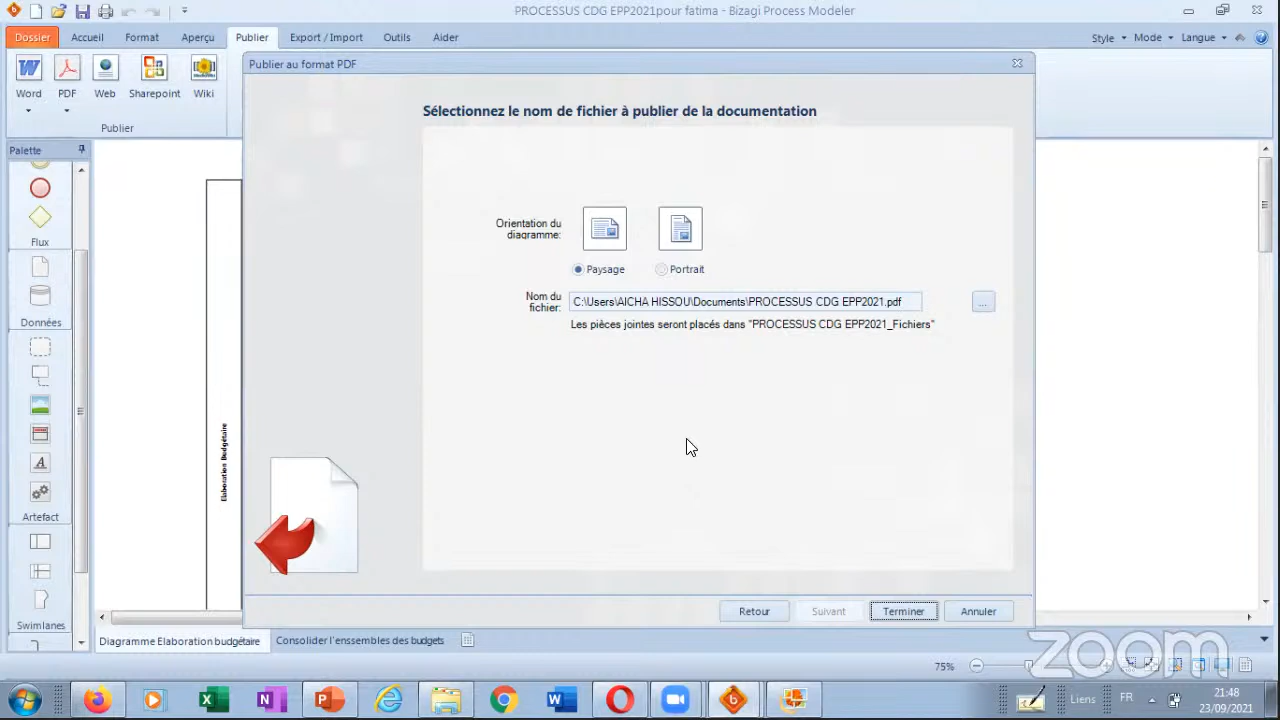 PROCESSUS CDG EPP2021pour fatima - Bizagi Process Modeler
Dossier Accueil Format Aperçu Publier Export / Import Outils Aider Style Mode Langue
Word PDF Web Sharepoint Wiki
Publier
Palette
Flux
Données
Artefact
Swimlanes
Elaboration Budgétaire
Publier au format PDF
Sélectionnez le nom de fichier à publier de la documentation
Orientation du
diagramme:
Paysage Portrait
Nom du
fichier:
C:\Users\AICHA HISSOU\Documents\PROCESSUS CDG EPP2021.pdf
...
Les pièces jointes seront placés dans "PROCESSUS CDG EPP2021_Fichiers"
Retour Suivant Terminer Annuler
Diagramme Elaboration budgétaire Consolider l'enssembles des budgets
75%
zoom
Liens FR 21:48
23/09/2021